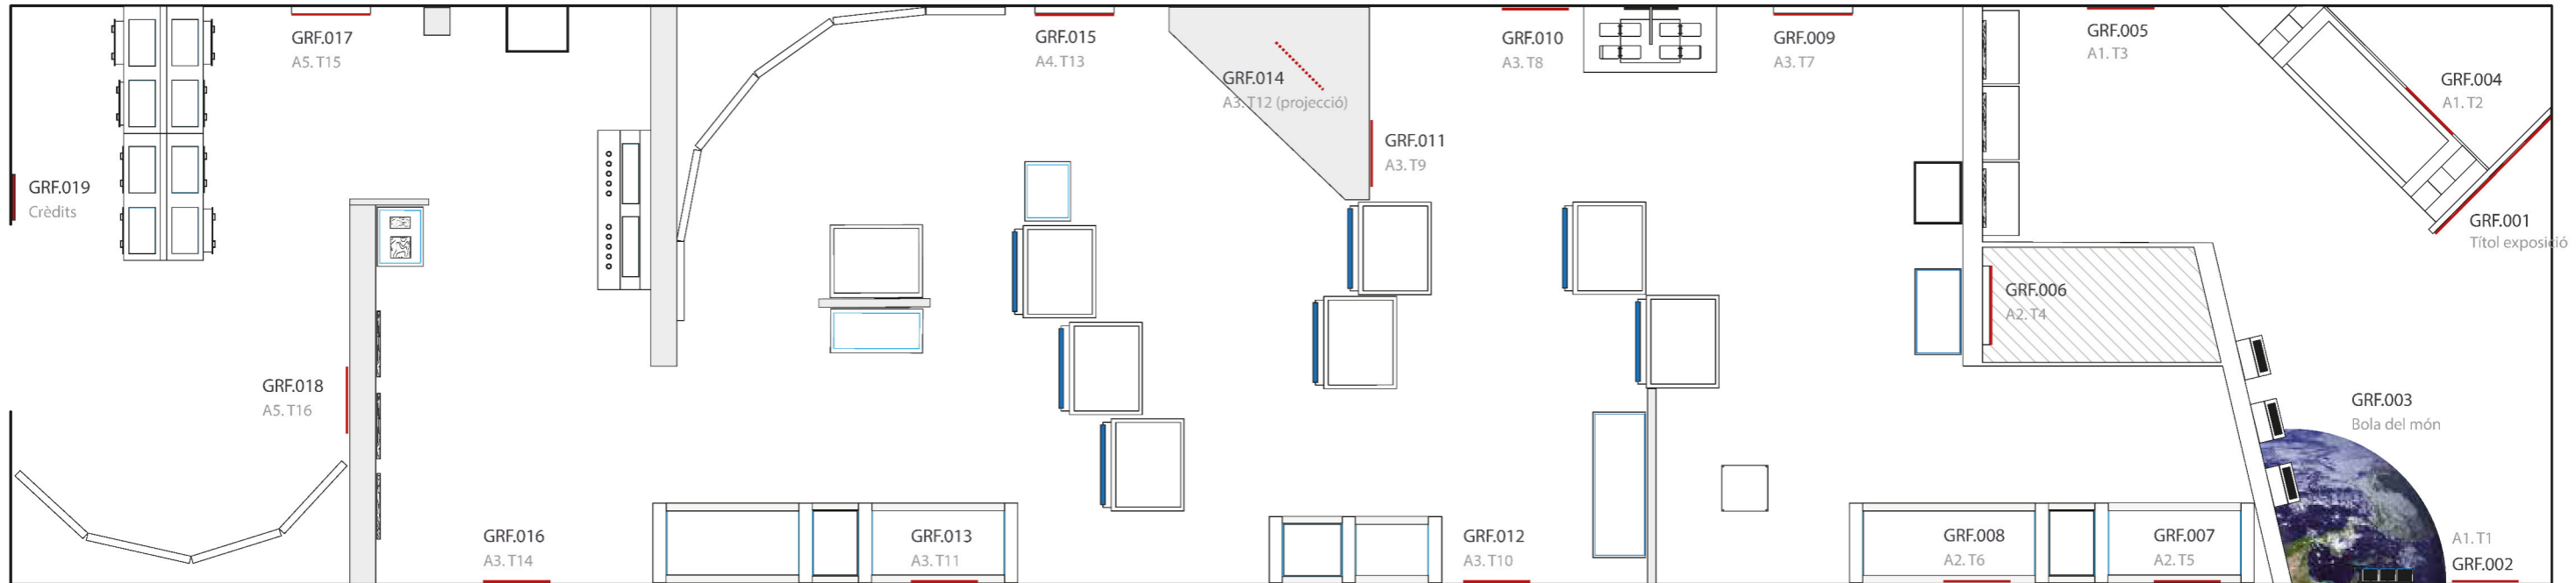 GRF.017
A5. T15
GRF.015
A4. T13
GRF.014
A3. T12 (projecció)
GRF.010
A3. T8
GRF.009
A3. T7
GRF.005
A1. T3
GRF.004
A1. T2
GRF.011
A3. T9
GRF.019
Crèdits
GRF.001
Títol exposició
GRF.006
A2. T4
GRF.018
A5. T16
GRF.003
Bola del món
GRF.016
A3. T14
GRF.013
A3. T11
GRF.012
A3. T10
GRF.008
A2. T6
GRF.007
A2. T5
A1. T1
GRF.002